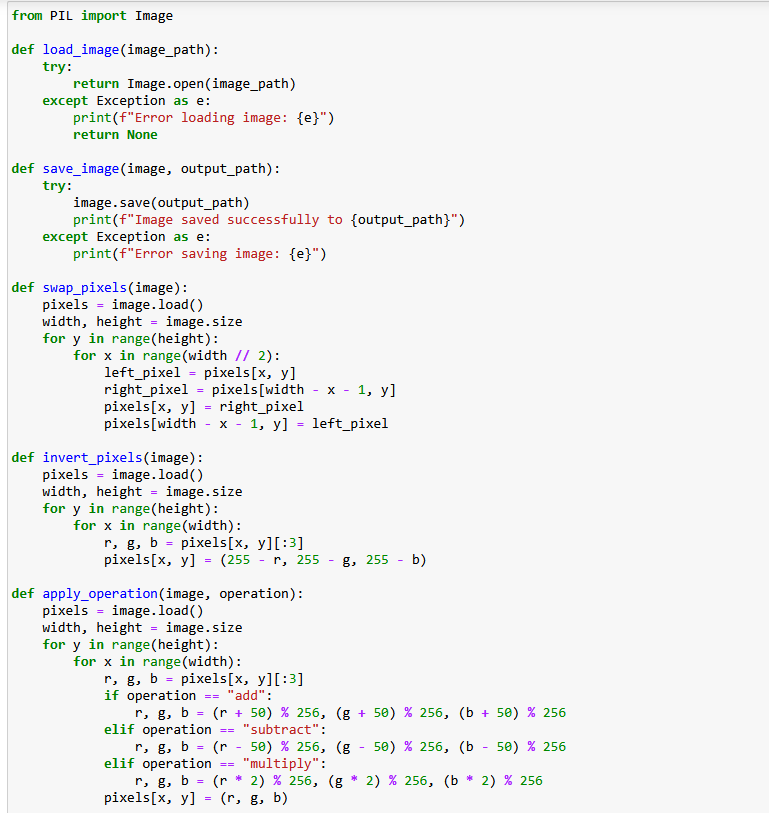 from PIL import Image
def load_image(image_path):
    try:
        return Image.open(image_path)
    except Exception as e:
        print(f"Error loading image: {e}")
        return None
def save_image(image, output_path):
    try:
        image.save(output_path)
        print(f"Image saved successfully to {output_path}")
    except Exception as e:
        print(f"Error saving image: {e}")
def swap_pixels(image):
    pixels = image.load()
    width, height = image.size
    for y in range(height):
        for x in range(width // 2):
            left_pixel = pixels[x, y]
            right_pixel = pixels[width - x - 1, y]
            pixels[x, y] = right_pixel
            pixels[width - x - 1, y] = left_pixel
def invert_pixels(image):
    pixels = image.load()
    width, height = image.size
    for y in range(height):
        for x in range(width):
            r, g, b = pixels[x, y][:3]
            pixels[x, y] = (255 - r, 255 - g, 255 - b)
def apply_operation(image, operation):
    pixels = image.load()
    width, height = image.size
    for y in range(height):
        for x in range(width):
            r, g, b = pixels[x, y][:3]
            if operation == "add":
                r, g, b = (r + 50) % 256, (g + 50) % 256, (b + 50) % 256
            elif operation == "subtract":
                r, g, b = (r - 50) % 256, (g - 50) % 256, (b - 50) % 256
            elif operation == "multiply":
                r, g, b = (r * 2) % 256, (g * 2) % 256, (b * 2) % 256
            pixels[x, y] = (r, g, b)